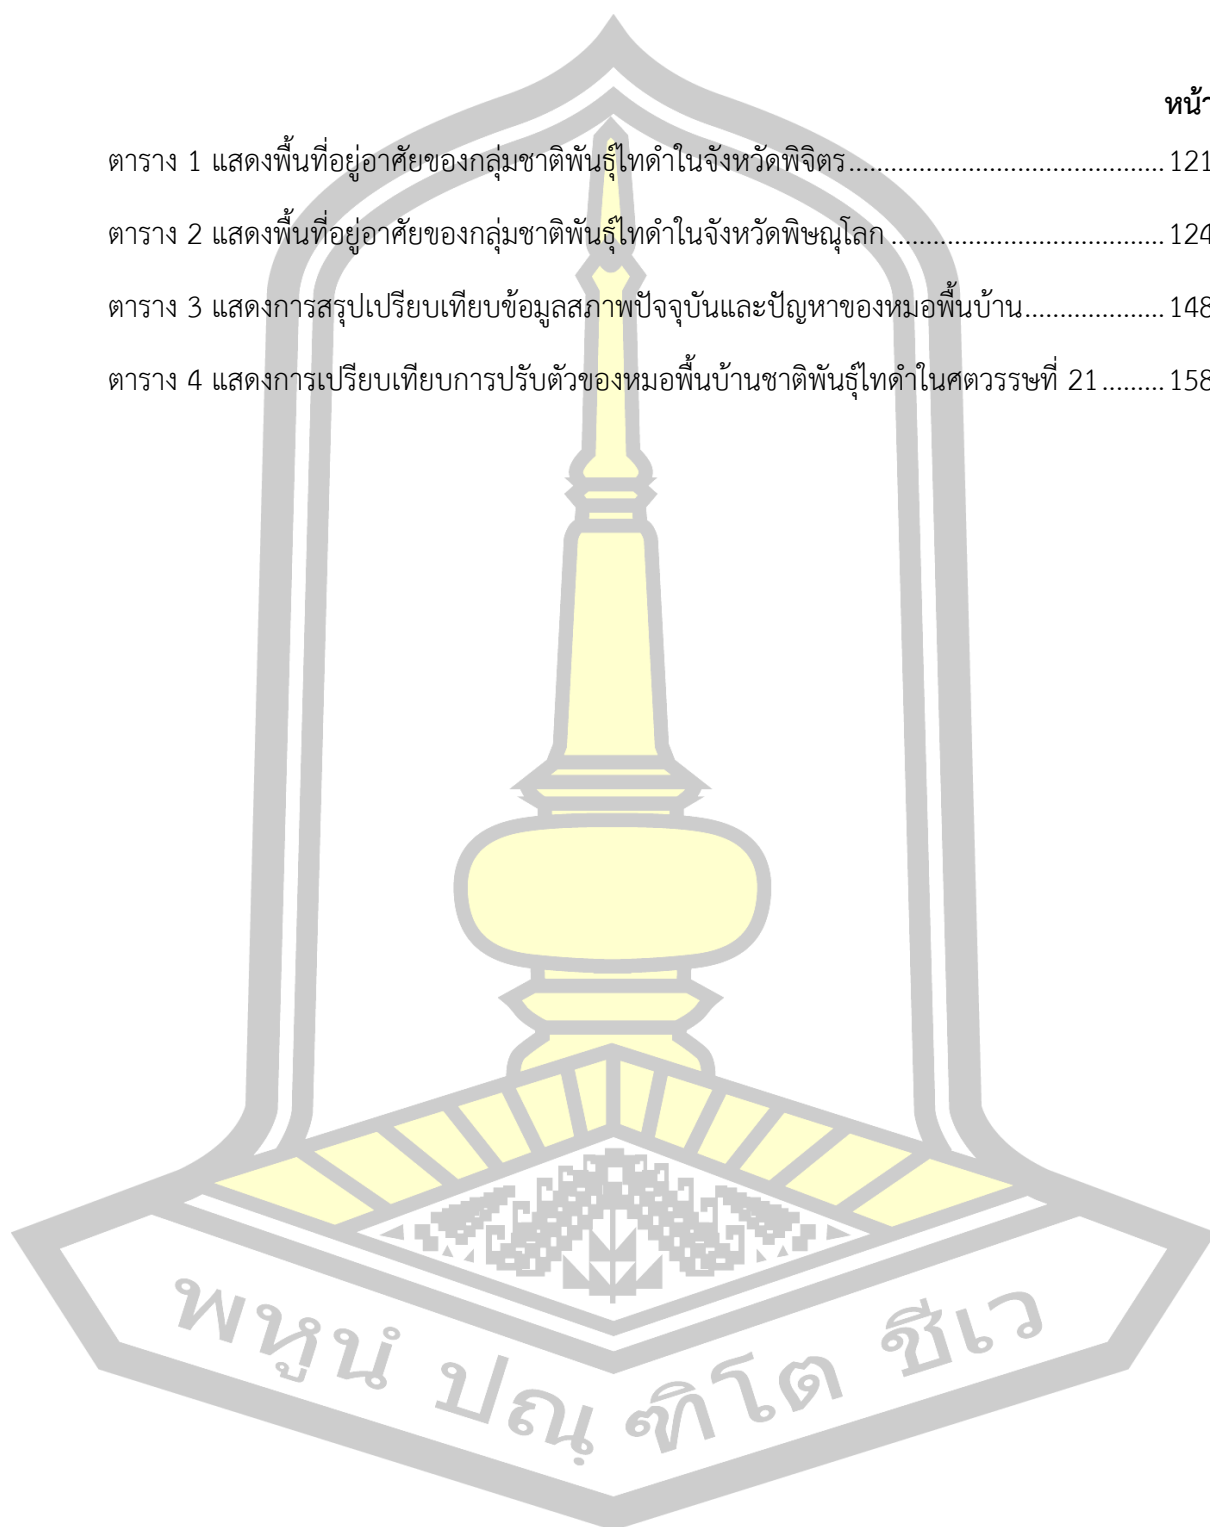 หน้า
ตาราง 1 แสดงพื้นที่อยู่อาศัยของกลุ่มชาติพันธุ์ไทดำในจังหวัดพิจิตร............................................ 121
ตาราง 2 แสดงพื้นที่อยู่อาศัยของกลุ่มชาติพันธุ์ไทดำในจังหวัดพิษณุโลก ...................................... 124
ตาราง 3 แสดงการสรุปเปรียบเทียบข้อมูลสภาพปัจจุบันและปัญหาของหมอพื้นบ้าน.................... 148
ตาราง 4 แสดงการเปรียบเทียบการปรับตัวของหมอพื้นบ้านชาติพันธุ์ไทดำในศตวรรษที่ 21 ......... 158
พหูนํ ปณฺฑิโต ชีเว